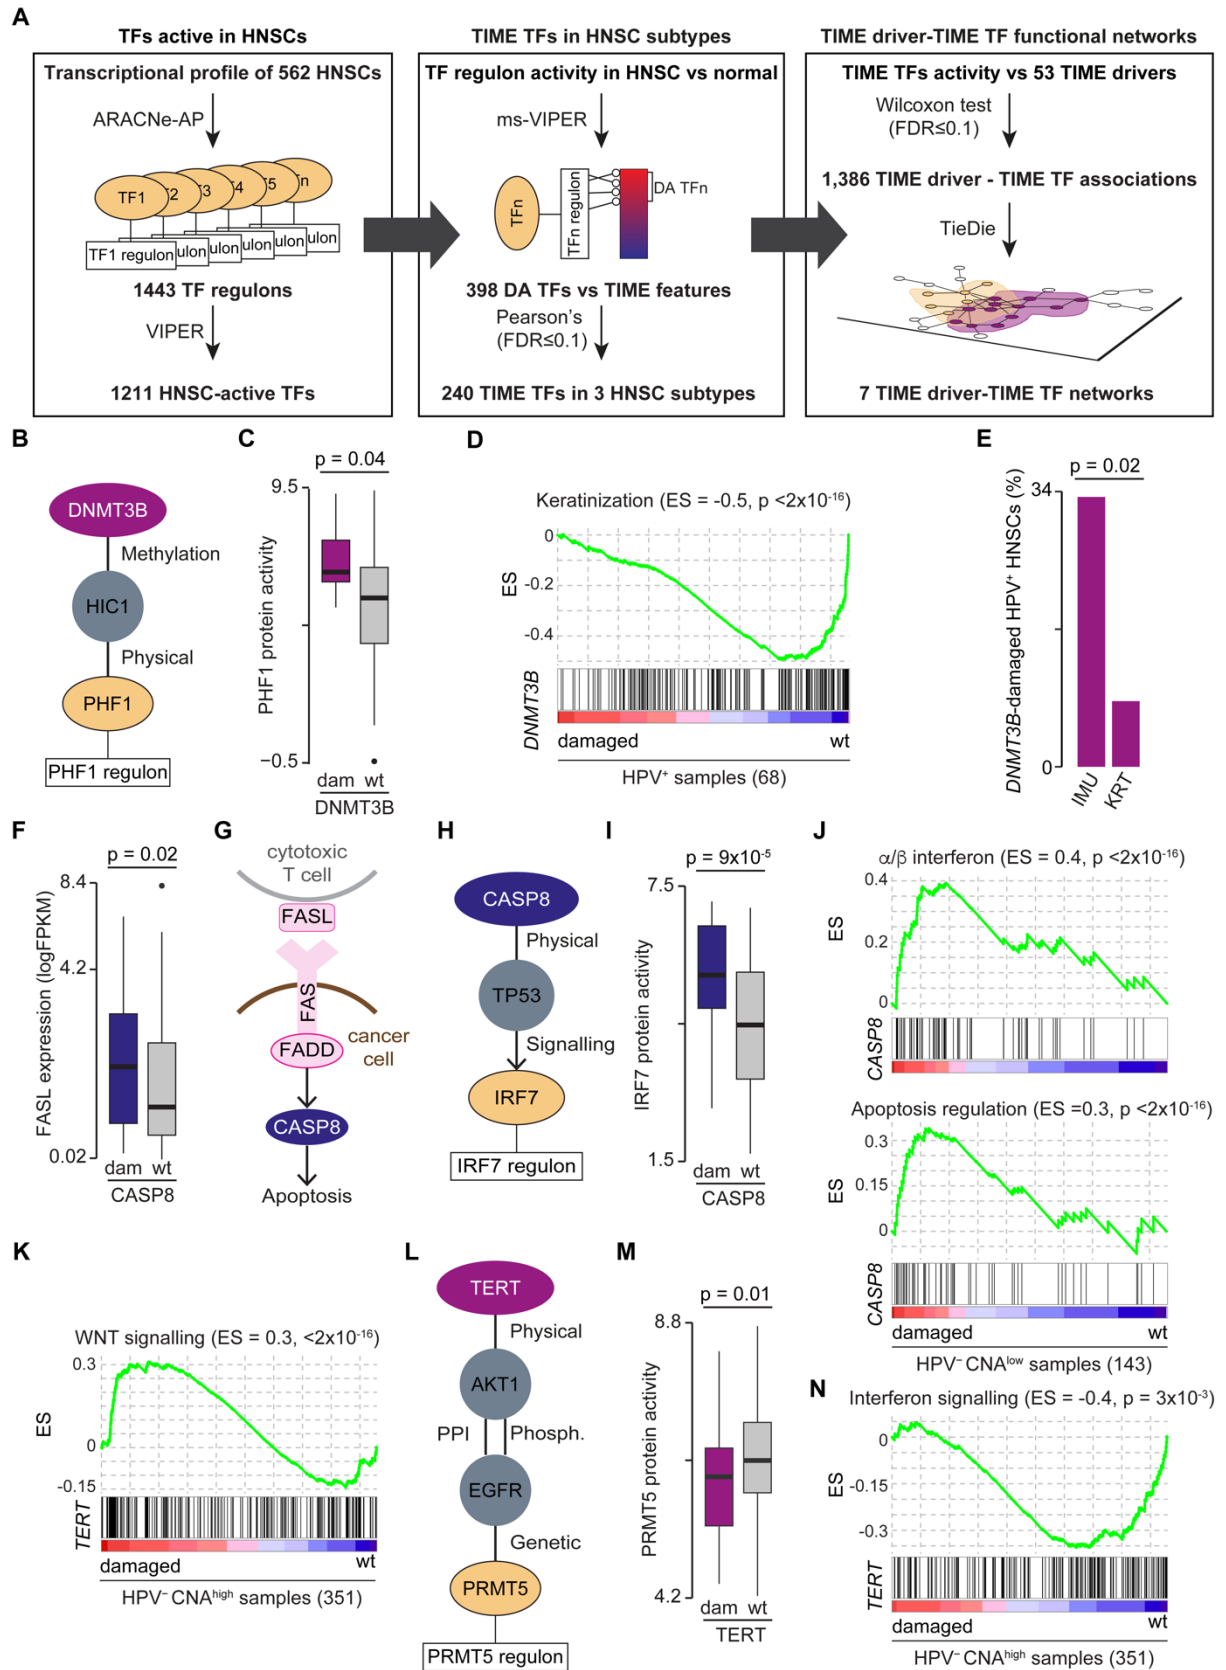 A
TFs active in HNSCs
TIME TFs in HNSC subtypes
TIME driver-TIME TF functional networks
Transcriptional profile of 562 HNSCs
ARACNe-AP
TF1
2
3
4
5
n
TF1 regulon
ulon
ulon
ulon
ulon
ulon
1443 TF regulons
VIPER
1211 HNSC-active TFs
TF regulon activity in HNSC vs normal
ms-VIPER
TFn
TFn regulon
DA TFn
398 DA TFs vs TIME features
Pearson's
(FDR≤0.1)
240 TIME TFs in 3 HNSC subtypes
TIME TFs activity vs 53 TIME drivers
Wilcoxon test
(FDR≤0.1)
1,386 TIME driver - TIME TF associations
TieDie
7 TIME driver-TIME TF networks
B
DNMT3B
Methylation
HIC1
Physical
PHF1
PHF1 regulon
C
p = 0.04
PHF1 protein activity
9.5
−0.5
dam wt
DNMT3B
D
Keratinization (ES = -0.5, p <2x10⁻¹⁶)
ES
0
-0.2
-0.4
DNMT3B
damaged wt
HPV⁺ samples (68)
E
p = 0.02
DNMT3B-damaged HPV⁺ HNSCs (%)
34
0
IMU
KRT
F
p = 0.02
FASL expression (logFPKM)
8.4
4.2
0.02
dam wt
CASP8
G
cytotoxic
T cell
FASL
FAS
FADD
cancer
cell
CASP8
Apoptosis
H
CASP8
Physical
TP53
Signalling
IRF7
IRF7 regulon
I
p = 9x10⁻⁵
IRF7 protein activity
7.5
1.5
dam wt
CASP8
J
α/β interferon (ES = 0.4, p <2x10⁻¹⁶)
ES
0.4
0.2
0
CASP8
Apoptosis regulation (ES =0.3, p <2x10⁻¹⁶)
ES
0.3
0.15
0
CASP8
damaged wt
HPV⁻ CNAˡᵒʷ samples (143)
K
WNT signalling (ES = 0.3, <2x10⁻¹⁶)
ES
0.3
0
-0.15
TERT
damaged wt
HPV⁻ CNAʰⁱᵍʰ samples (351)
L
TERT
Physical
AKT1
PPI Phosph.
EGFR
Genetic
PRMT5
PRMT5 regulon
M
p = 0.01
PRMT5 protein activity
8.8
4.2
dam wt
TERT
N
Interferon signalling (ES = -0.4, p = 3x10⁻³)
ES
0
-0.15
-0.3
TERT
damaged wt
HPV⁻ CNAʰⁱᵍʰ samples (351)